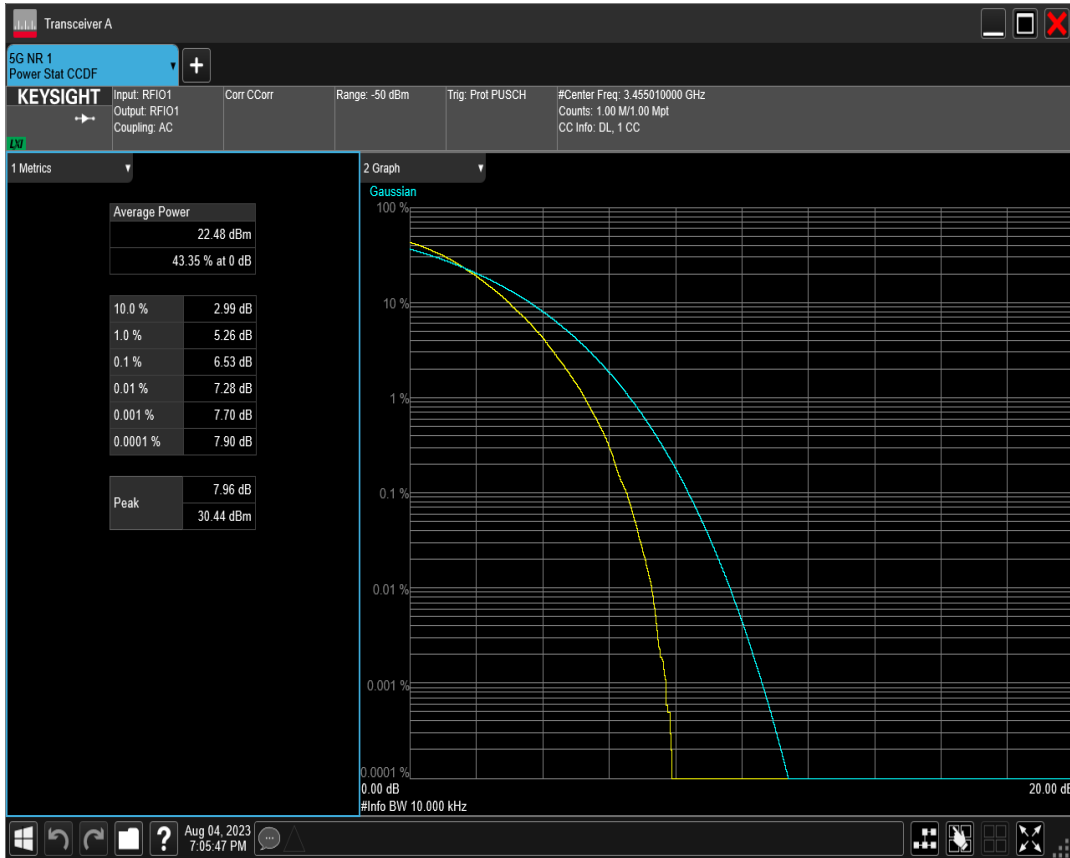 Transceiver A
5G NR 1
Power Stat CCDF
+
KEYSIGHT
LXI
Input: RFIO1
Output: RFIO1
Coupling: AC
Corr CCorr
Range: -50 dBm
Trig: Prot PUSCH
#Center Freq: 3.455010000 GHz
Counts: 1.00 M/1.00 Mpt
CC Info: DL, 1 CC
1 Metrics
Average Power
22.48 dBm
43.35 % at 0 dB
10.0 % 2.99 dB
1.0 % 5.26 dB
0.1 % 6.53 dB
0.01 % 7.28 dB
0.001 % 7.70 dB
0.0001 % 7.90 dB
Peak
7.96 dB
30.44 dBm
2 Graph
Gaussian
100 %
10 %
1 %
0.1 %
0.01 %
0.001 %
0.0001 %
0.00 dB 20.00 dB
#Info BW 10.000 kHz
?
Aug 04, 2023
7:05:47 PM